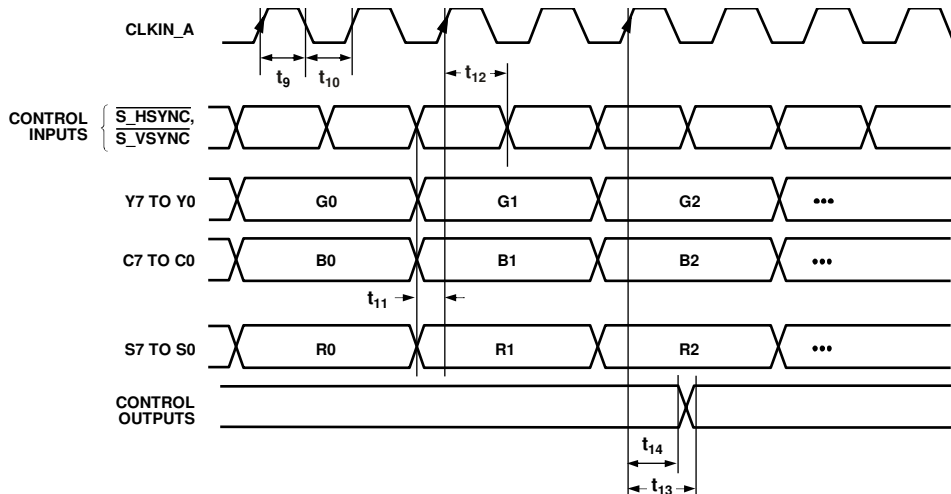 CLKIN_A
t9 t10 t12
CONTROL INPUTS { S_HSYNC, S_VSYNC
Y7 TO Y0 G0 G1 G2 •••
C7 TO C0 B0 B1 B2 •••
t11
S7 TO S0 R0 R1 R2 •••
CONTROL
OUTPUTS
t14
t13